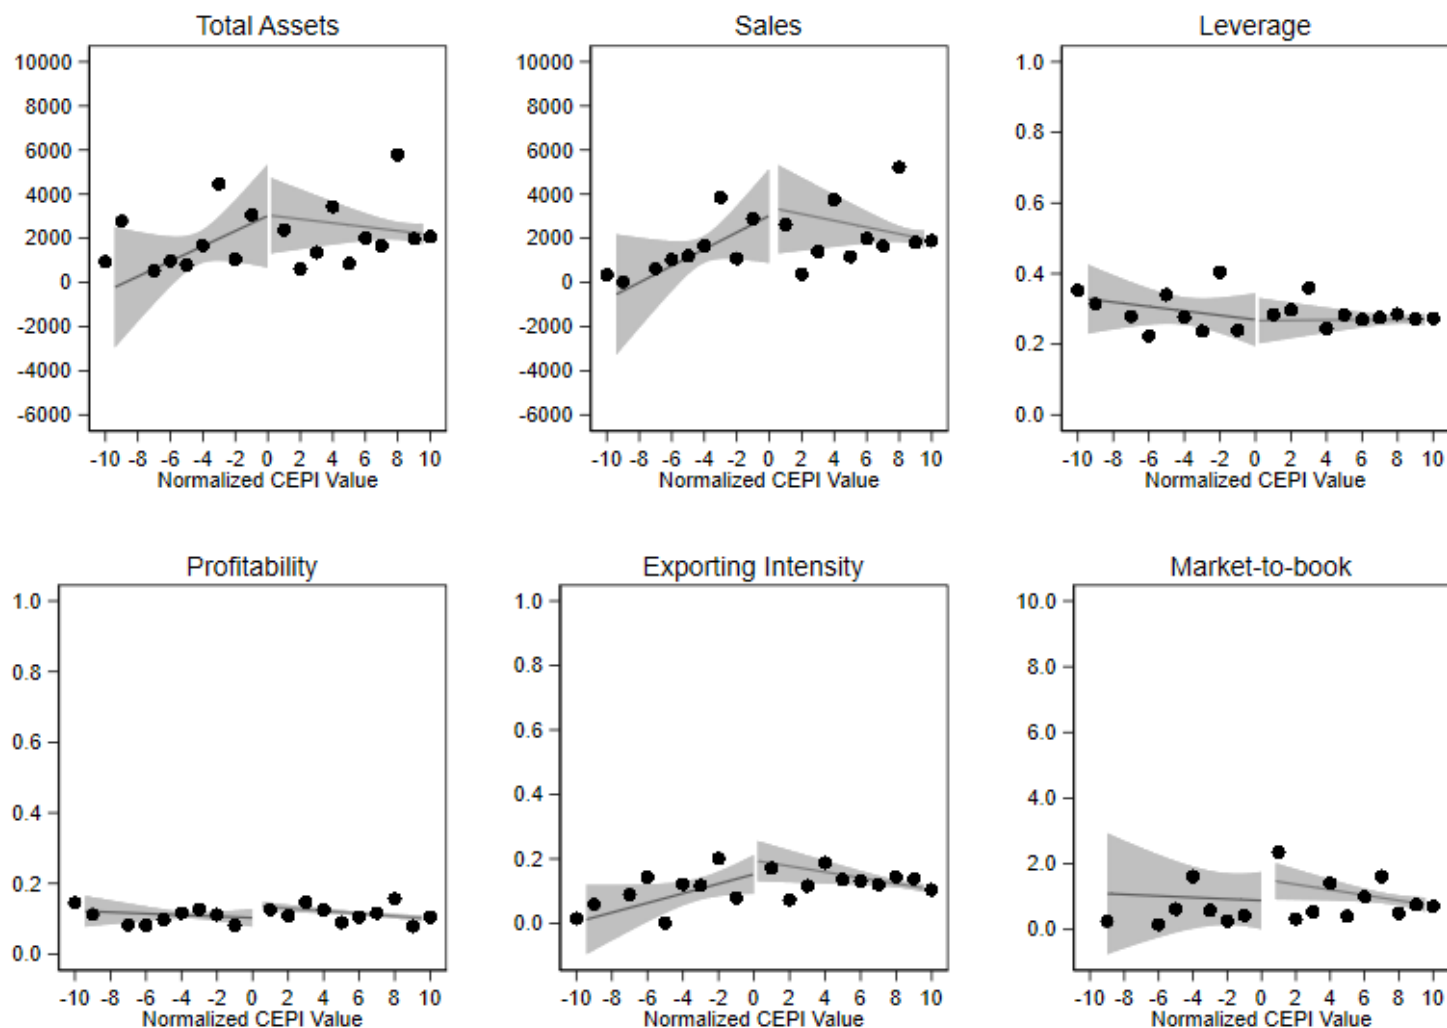 Total Assets
10000
8000
6000
4000
2000
0
-2000
-4000
-6000
-10 -8 -6 -4 -2 0 2 4 6 8 10
Normalized CEPI Value
Sales
10000
8000
6000
4000
2000
0
-2000
-4000
-6000
-10 -8 -6 -4 -2 0 2 4 6 8 10
Normalized CEPI Value
Leverage
1.0
0.8
0.6
0.4
0.2
0.0
-10 -8 -6 -4 -2 0 2 4 6 8 10
Normalized CEPI Value
Profitability
1.0
0.8
0.6
0.4
0.2
0.0
-10 -8 -6 -4 -2 0 2 4 6 8 10
Normalized CEPI Value
Exporting Intensity
1.0
0.8
0.6
0.4
0.2
0.0
-10 -8 -6 -4 -2 0 2 4 6 8 10
Normalized CEPI Value
Market-to-book
10.0
8.0
6.0
4.0
2.0
0.0
-10 -8 -6 -4 -2 0 2 4 6 8 10
Normalized CEPI Value